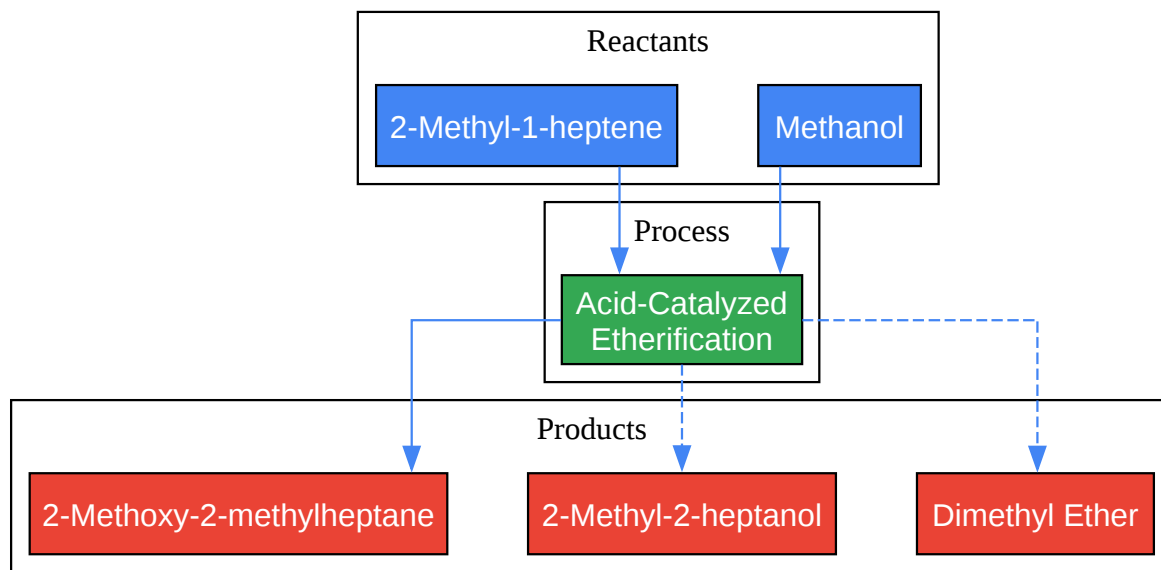 Reactants
2-Methyl-1-heptene
Methanol
Process
Acid-Catalyzed
Etherification
Products
2-Methoxy-2-methylheptane
2-Methyl-2-heptanol
Dimethyl Ether